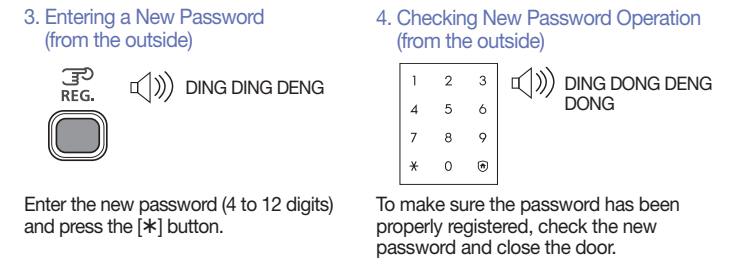 3. Entering a New Password
(from the outside)
REG.
DING DING DENG
Enter the new password (4 to 12 digits)
and press the [*] button.
4. Checking New Password Operation
(from the outside)
1 2 3
4 5 6
7 8 9
* 0
DING DONG DENG
DONG
To make sure the password has been
properly registered, check the new
password and close the door.